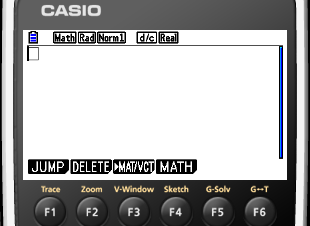 CASIO
Math Rad Norm1 d/c Real
JUMP DELETE ▶MAT/VCT MATH
Trace Zoom V-Window Sketch G-Solv G↔T
F1 F2 F3 F4 F5 F6